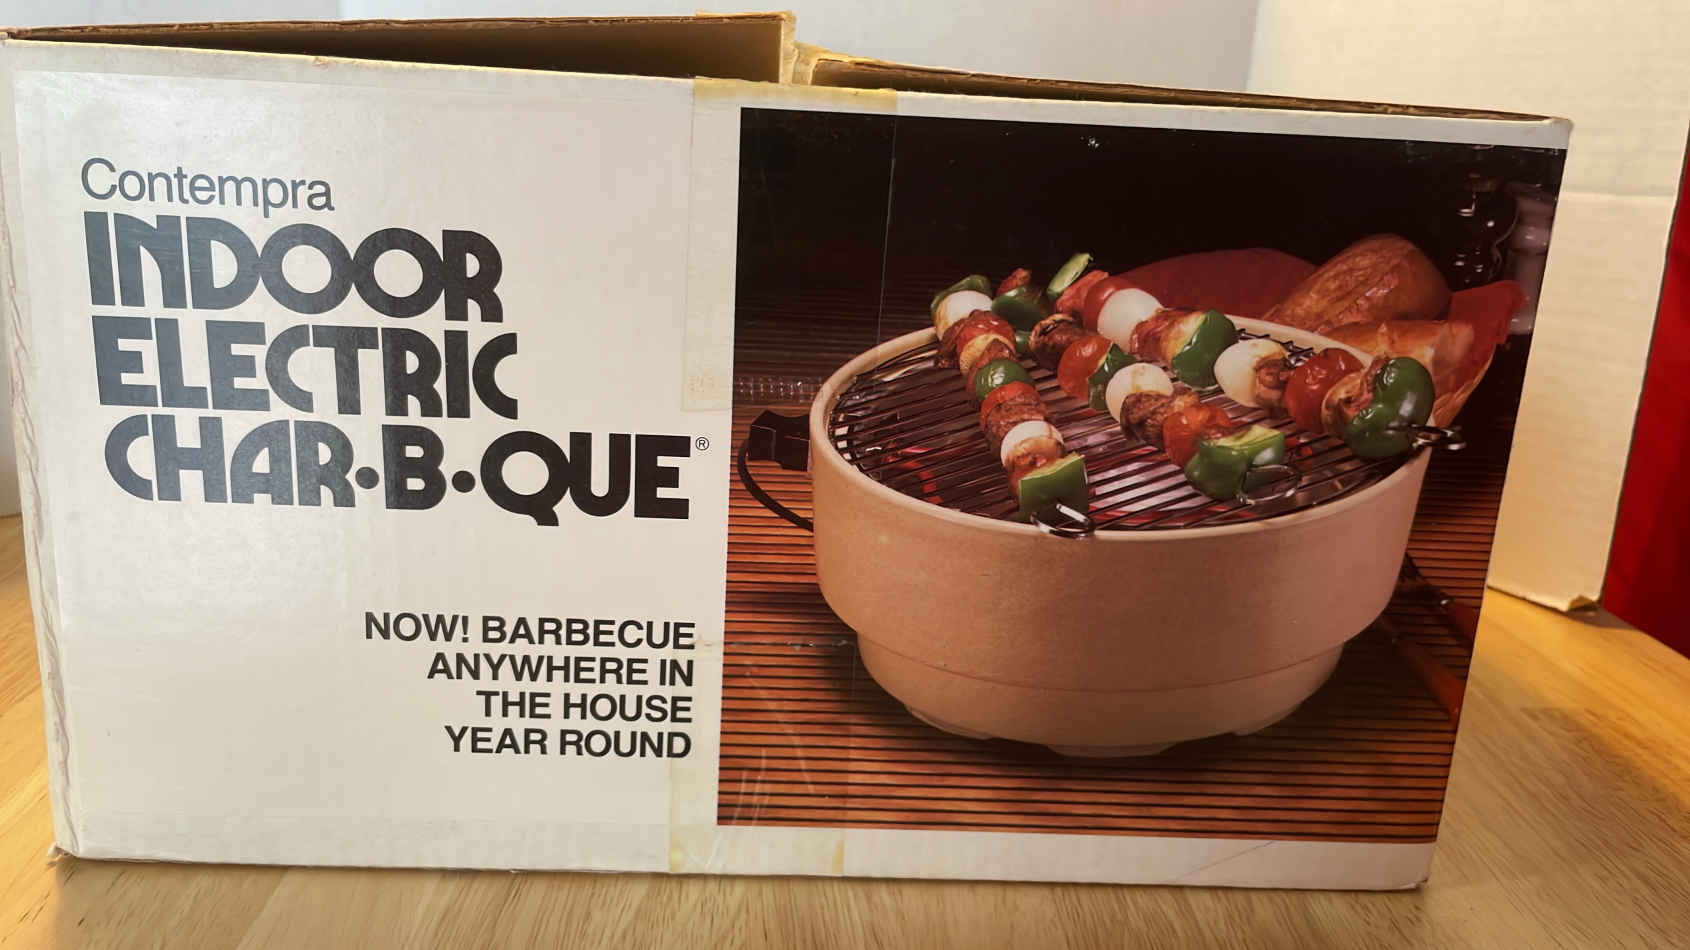 Contempra
INDOOR
ELECTRIC
CHAR•B•QUE®
NOW! BARBECUE
ANYWHERE IN
THE HOUSE
YEAR ROUND